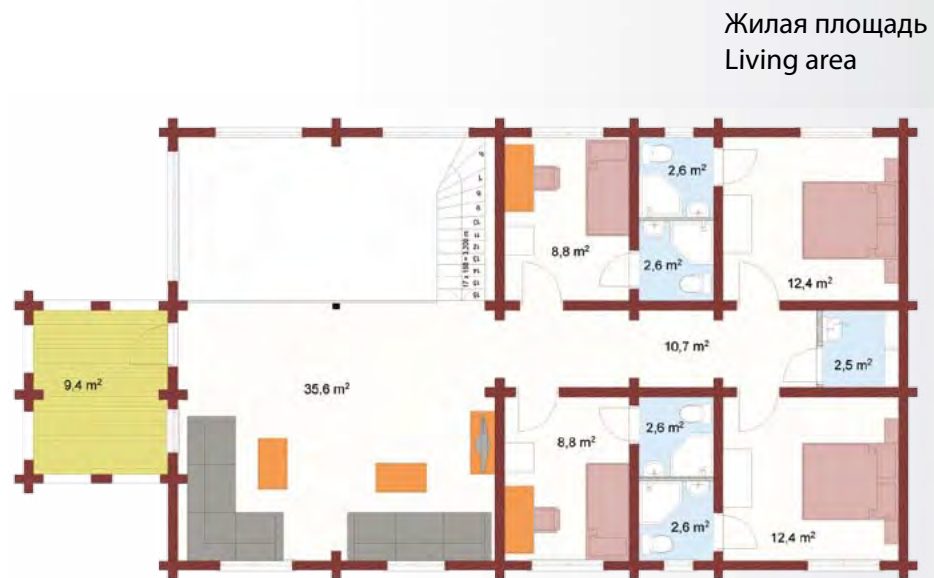 Жилая площадь
Living area
2,6 m²
8,8 m²
2,6 m²
12,4 m²
10,7 m²
2,5 m²
9,4 m²
35,6 m²
2,6 m²
8,8 m²
2,6 m²
12,4 m²